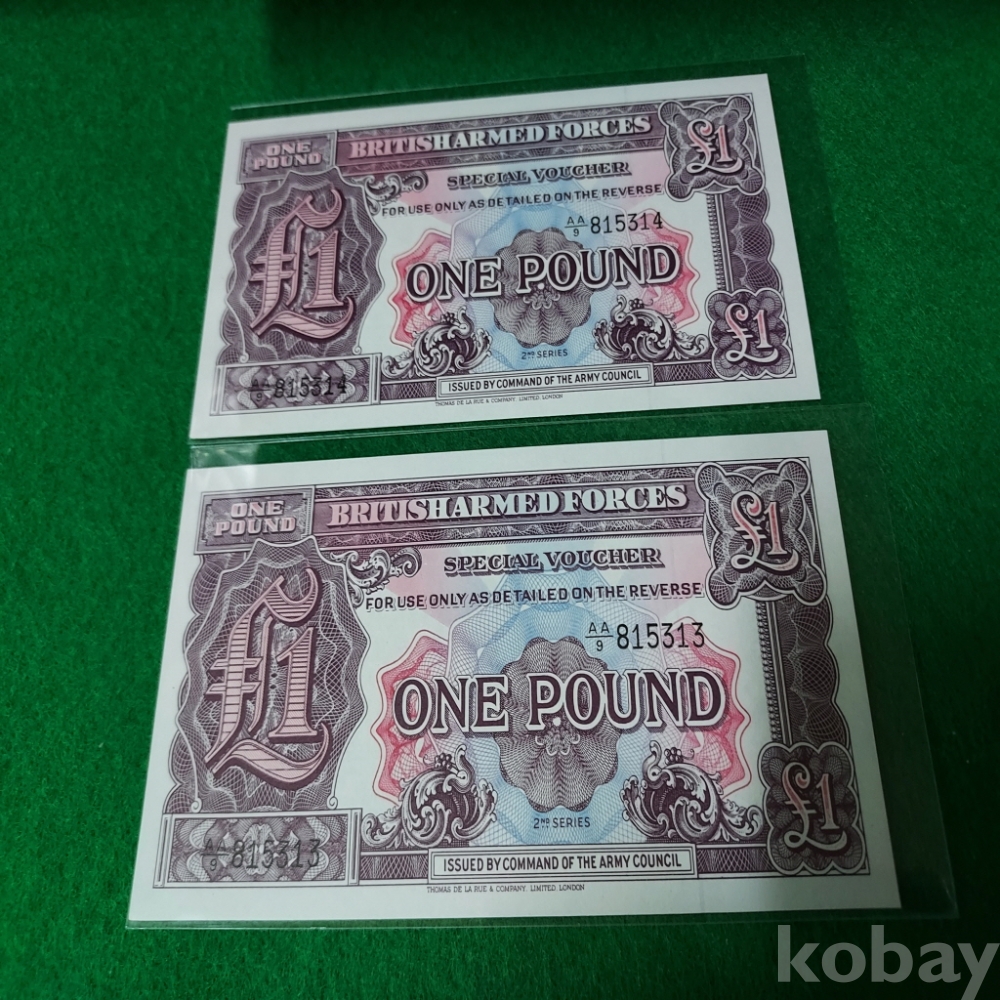 ONE
POUND
BRITISH ARMED FORCES
£1
SPECIAL VOUCHER
FOR USE ONLY AS DETAILED ON THE REVERSE
AA/9 815314
£1
ONE POUND
£1
2ND SERIES
AA/9 815314
ISSUED BY COMMAND OF THE ARMY COUNCIL
THOMAS DE LA RUE & COMPANY, LIMITED, LONDON
ONE
POUND
BRITISH ARMED FORCES
£1
SPECIAL VOUCHER
FOR USE ONLY AS DETAILED ON THE REVERSE
AA/9 815313
£1
ONE POUND
£1
2ND SERIES
AA/9 815313
ISSUED BY COMMAND OF THE ARMY COUNCIL
THOMAS DE LA RUE & COMPANY, LIMITED, LONDON
kobay